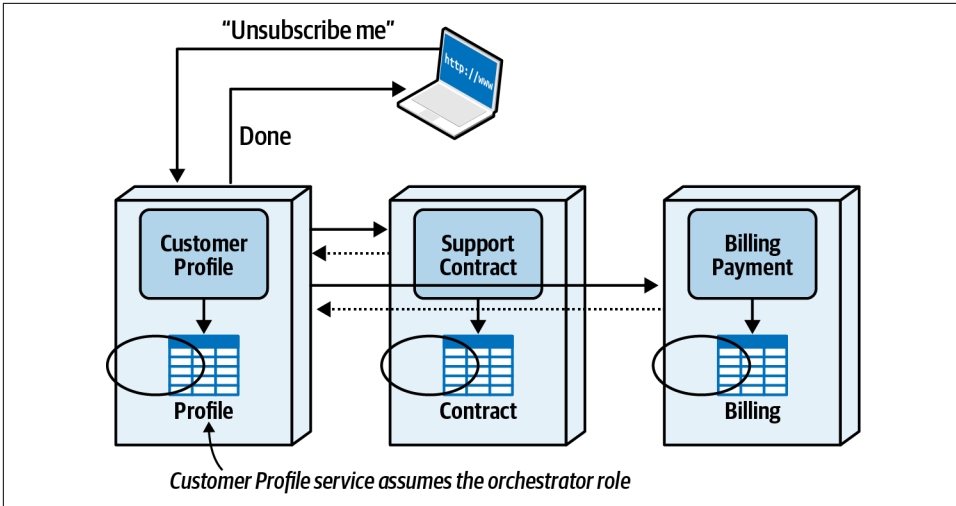 “Unsubscribe me”
http://www
Done
Customer
Profile
Support
Contract
Billing
Payment
Profile
Contract
Billing
Customer Profile service assumes the orchestrator role